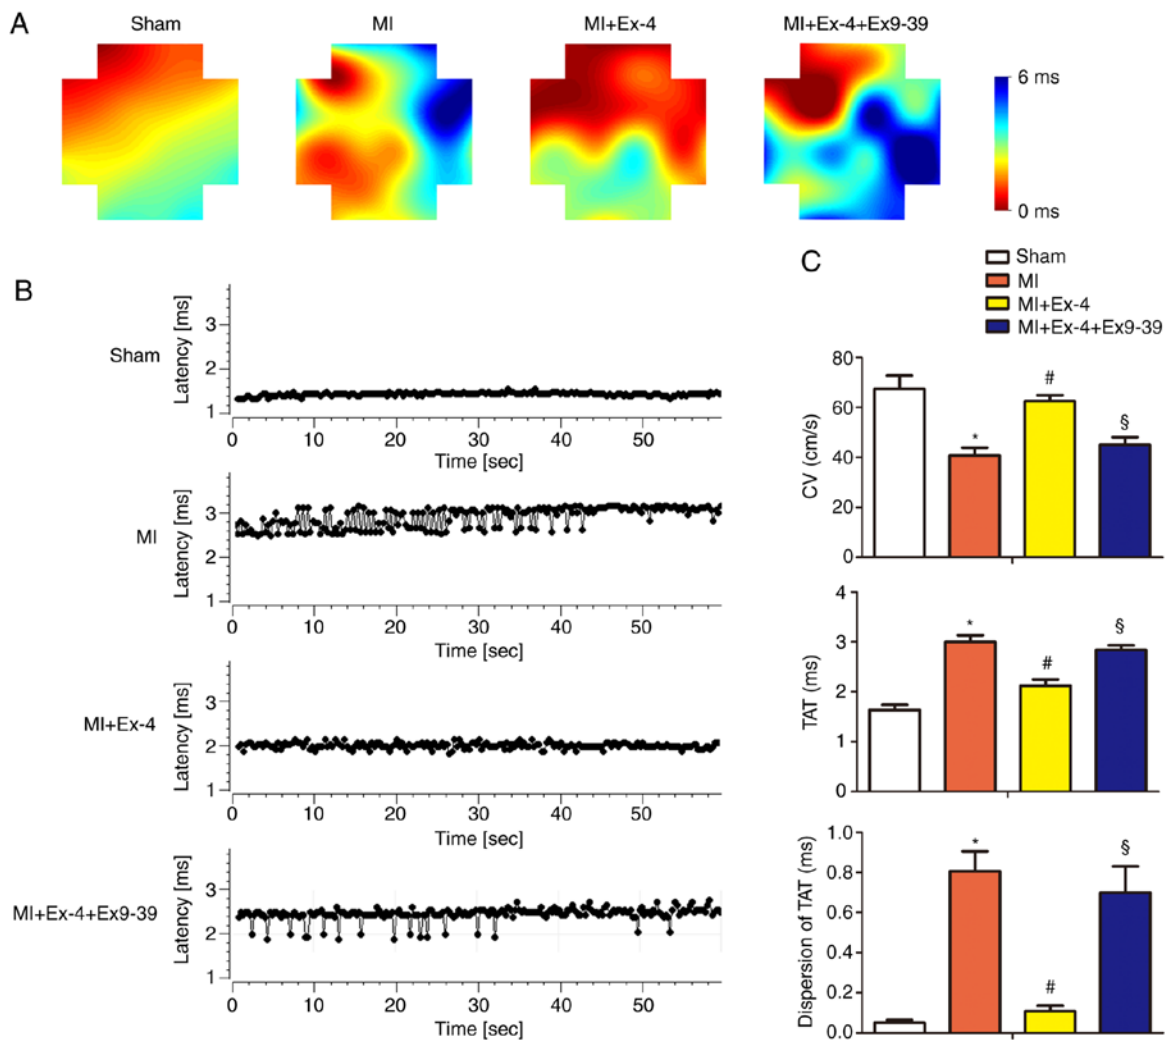 A
Sham
MI
MI+Ex-4
MI+Ex-4+Ex9-39
6 ms
0 ms
B
Sham
Latency [ms]
3
2
1
0 10 20 30 40 50
Time [sec]
MI
Latency [ms]
3
2
1
0 10 20 30 40 50
Time [sec]
MI+Ex-4
Latency [ms]
3
2
1
0 10 20 30 40 50
Time [sec]
MI+Ex-4+Ex9-39
Latency [ms]
3
2
1
0 10 20 30 40 50
Time [sec]
C
Sham
MI
MI+Ex-4
MI+Ex-4+Ex9-39
CV (cm/s)
80
60
40
20
0
* # §
TAT (ms)
4
3
2
1
0
* # §
Dispersion of TAT (ms)
1.0
0.8
0.6
0.4
0.2
0.0
* # §